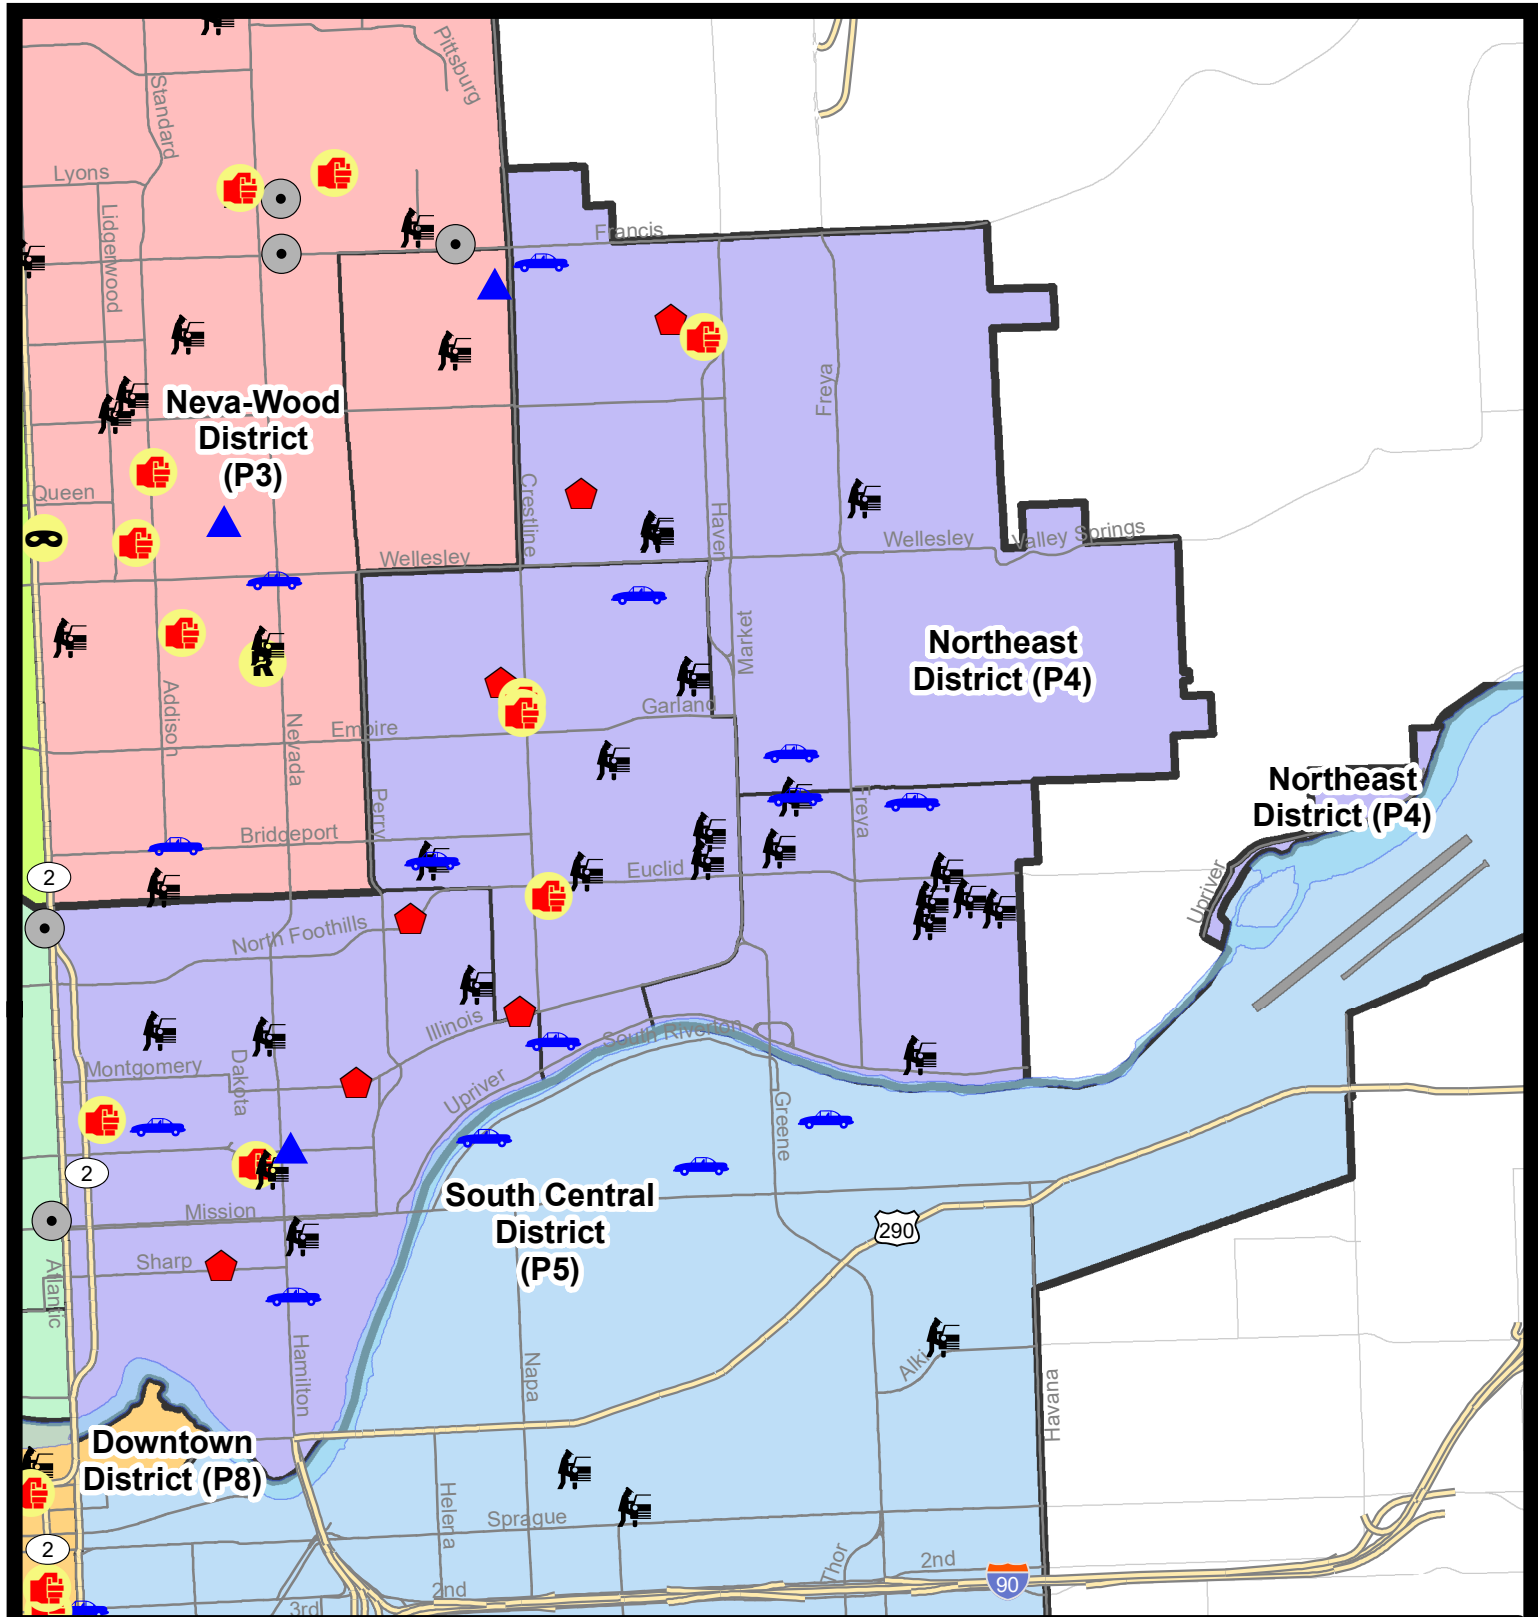 Pittsburg
Standard
Lyons
Lidgerwood
Francis
Freya
Neva-Wood
District
(P3)
Queen
Crestline
Haven
Wellesley
Valley Springs
Wellesley
Market
Northeast
District (P4)
Addison
Nevada
Empire
Garland
Perry
Freya
Northeast
District (P4)
Bridgeport
Euclid
2
Upriver
North Foothills
Illinois
South Riverton
Montgomery
Dakota
Upriver
Greene
2
South Central
District
(P5)
Mission
290
Sharp
Atlantic
Hamilton
Napa
Alki
Havana
Downtown
District (P8)
Helena
Sprague
2
Thor
2nd
90
2nd
3rd
R